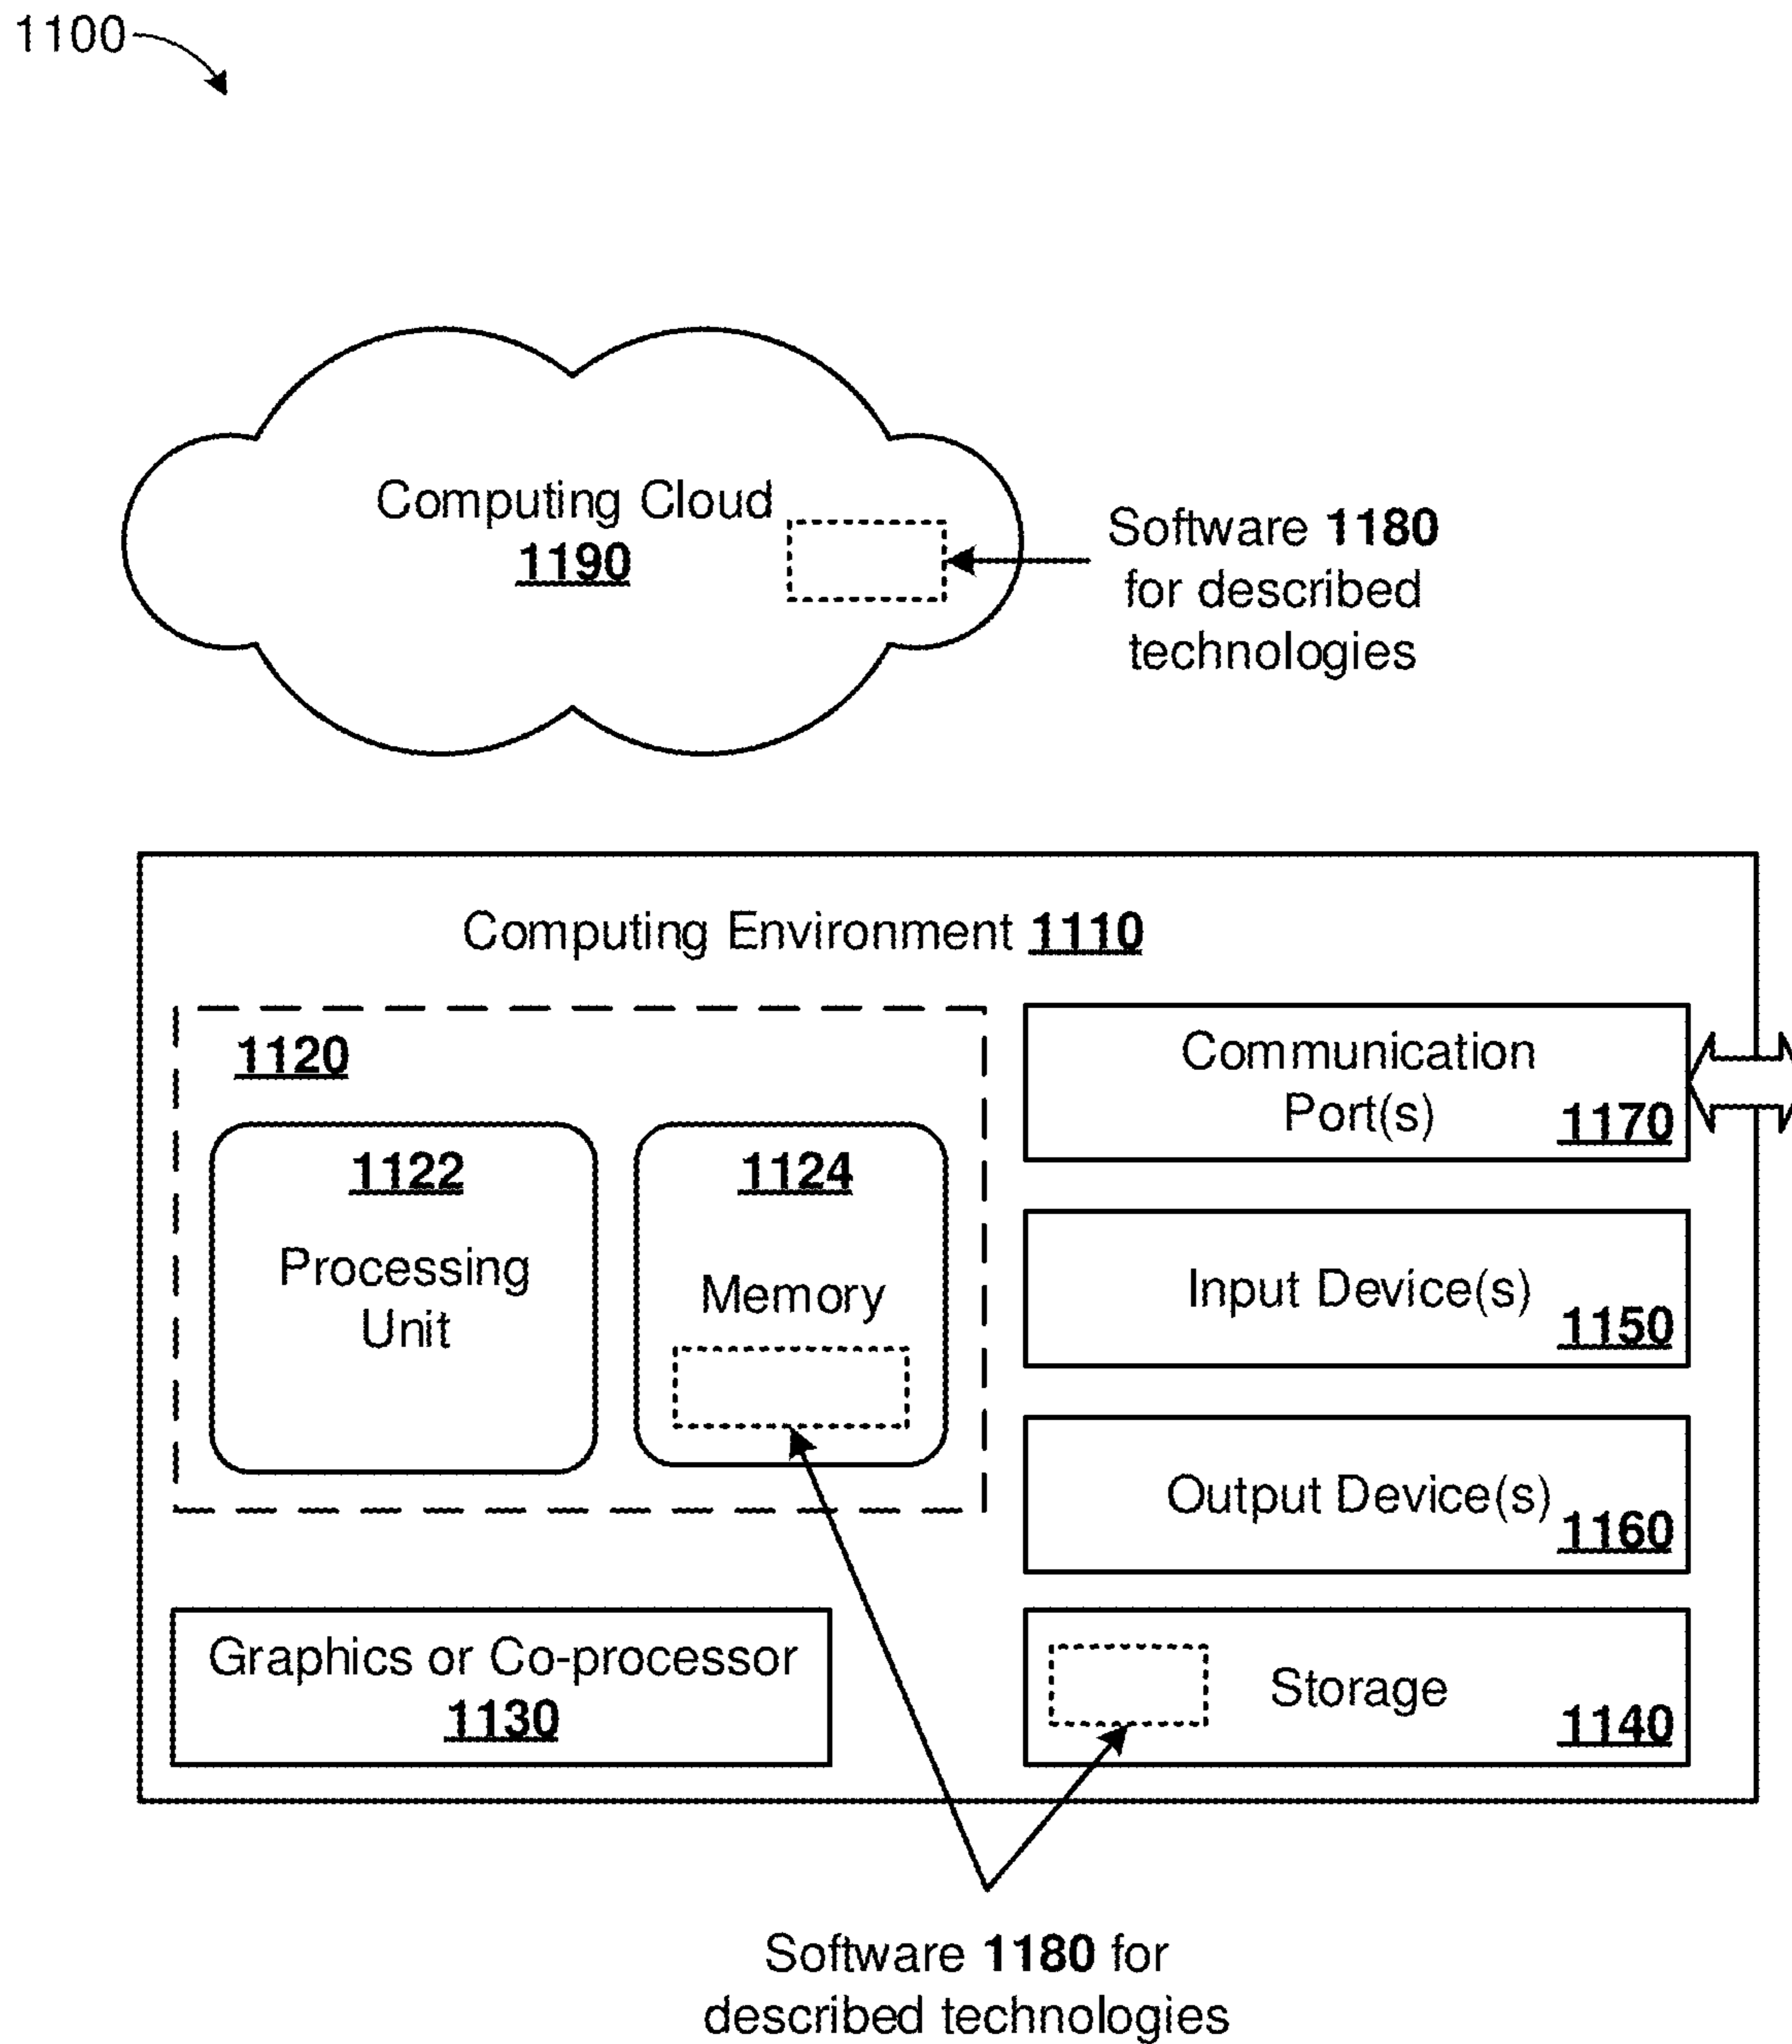 1100
Computing Cloud
1190
Software 1180
for described
technologies
Computing Environment 1110
1120
1122
Processing
Unit
1124
Memory
Communication
Port(s)
1170
Input Device(s)
1150
Output Device(s)
1160
Graphics or Co-processor
1130
Storage
1140
Software 1180 for
described technologies